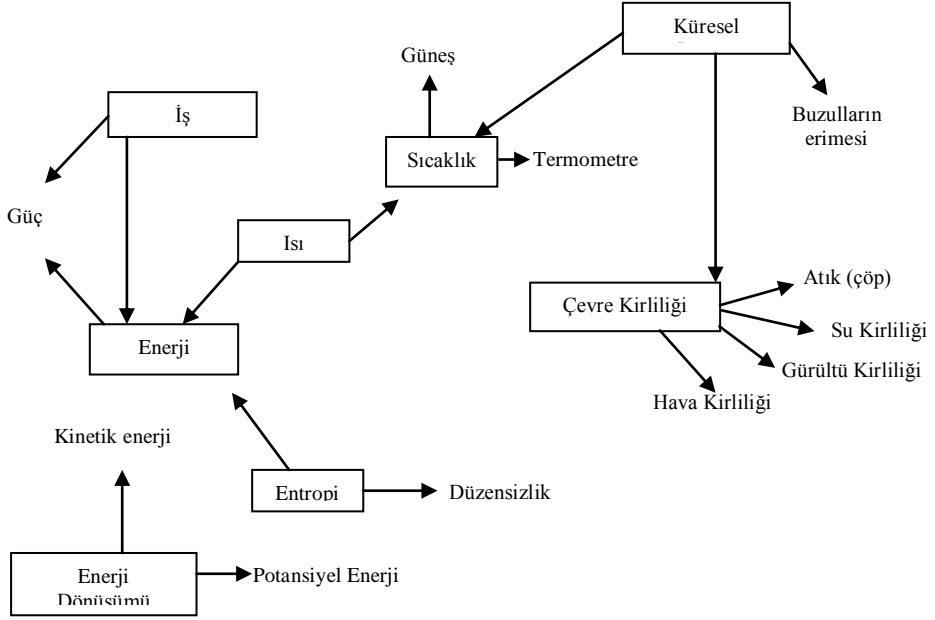 Küresel
Güneş
İş
Buzulların
erimesi
Sıcaklık
Termometre
Güç
Isı
Atık (çöp)
Çevre Kirliliği
Su Kirliliği
Enerji
Gürültü Kirliliği
Hava Kirliliği
Kinetik enerji
Entropi
Düzensizlik
Enerji
Dönüşümü
Potansiyel Enerji